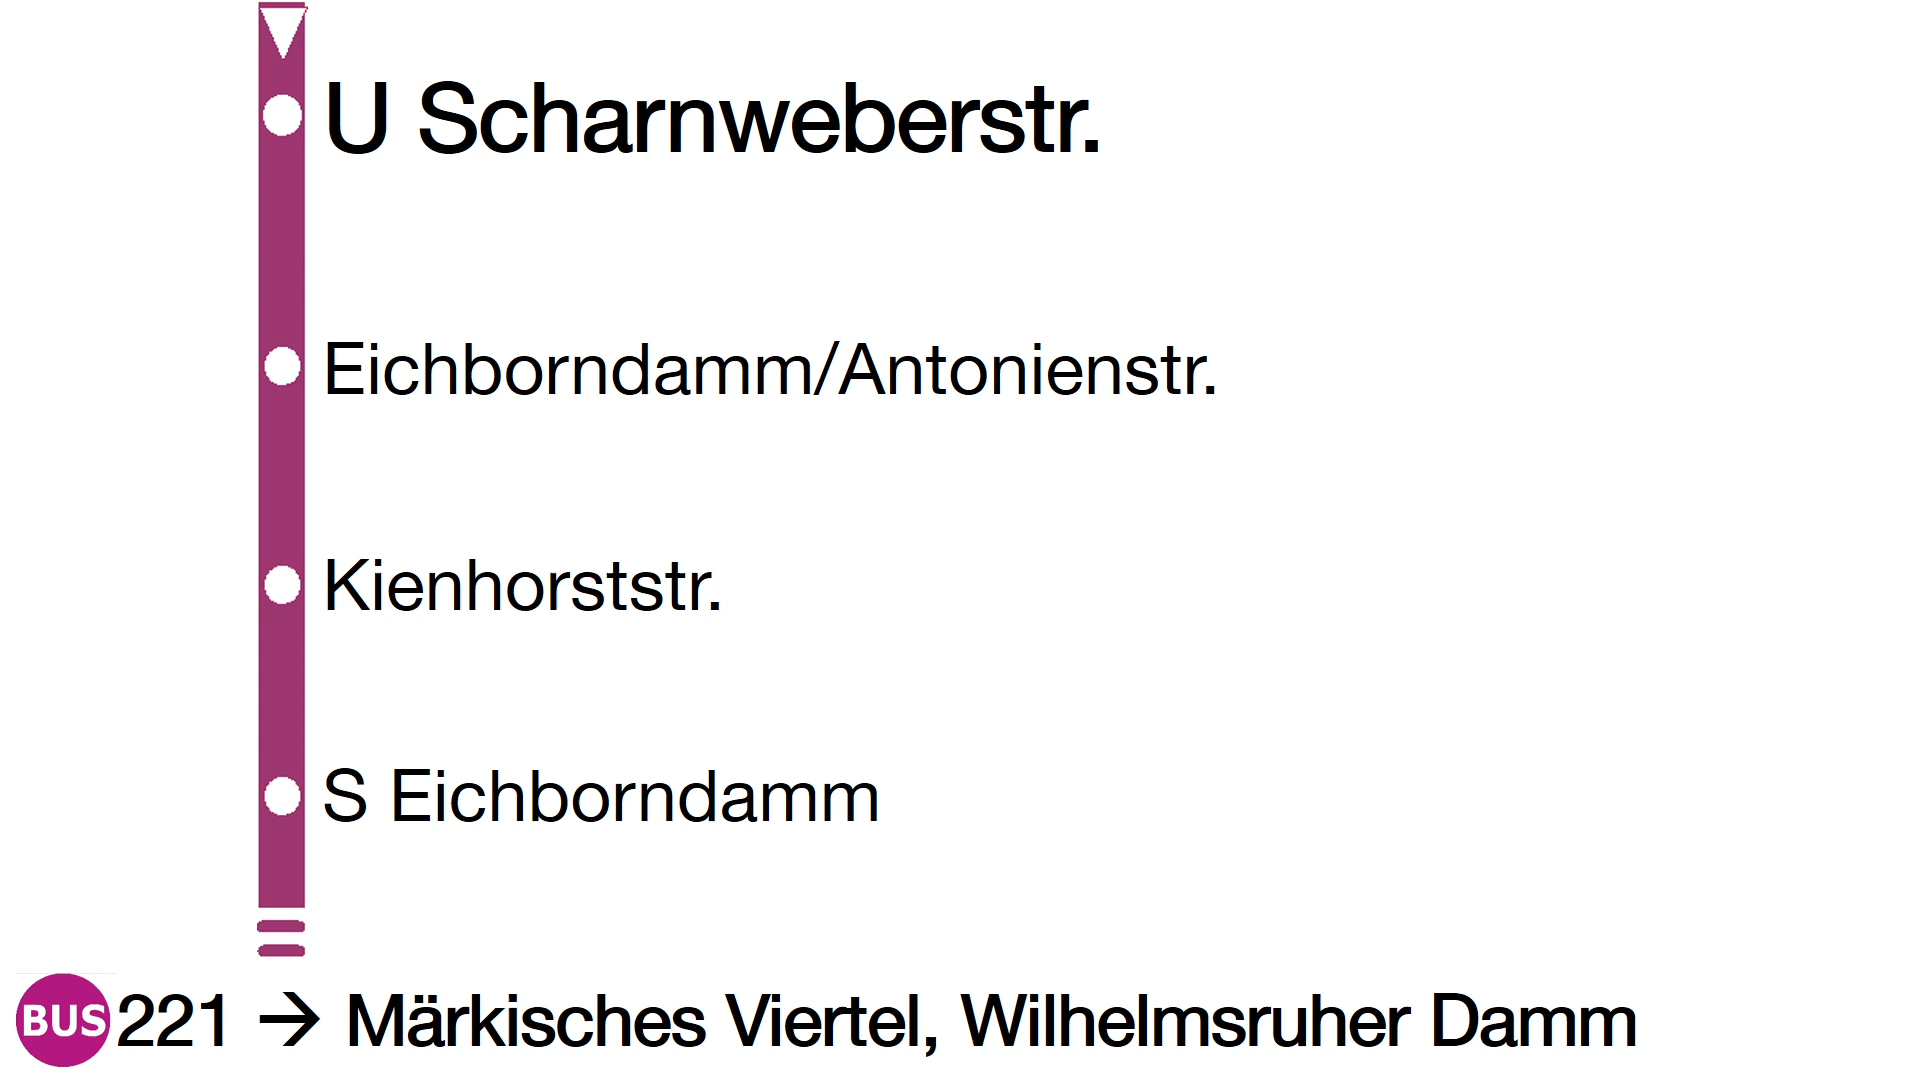 U Scharnweberstr.
Eichborndamm/Antonienstr.
Kienhorststr.
S Eichborndamm
BUS 221 → Märkisches Viertel, Wilhelmsruher Damm